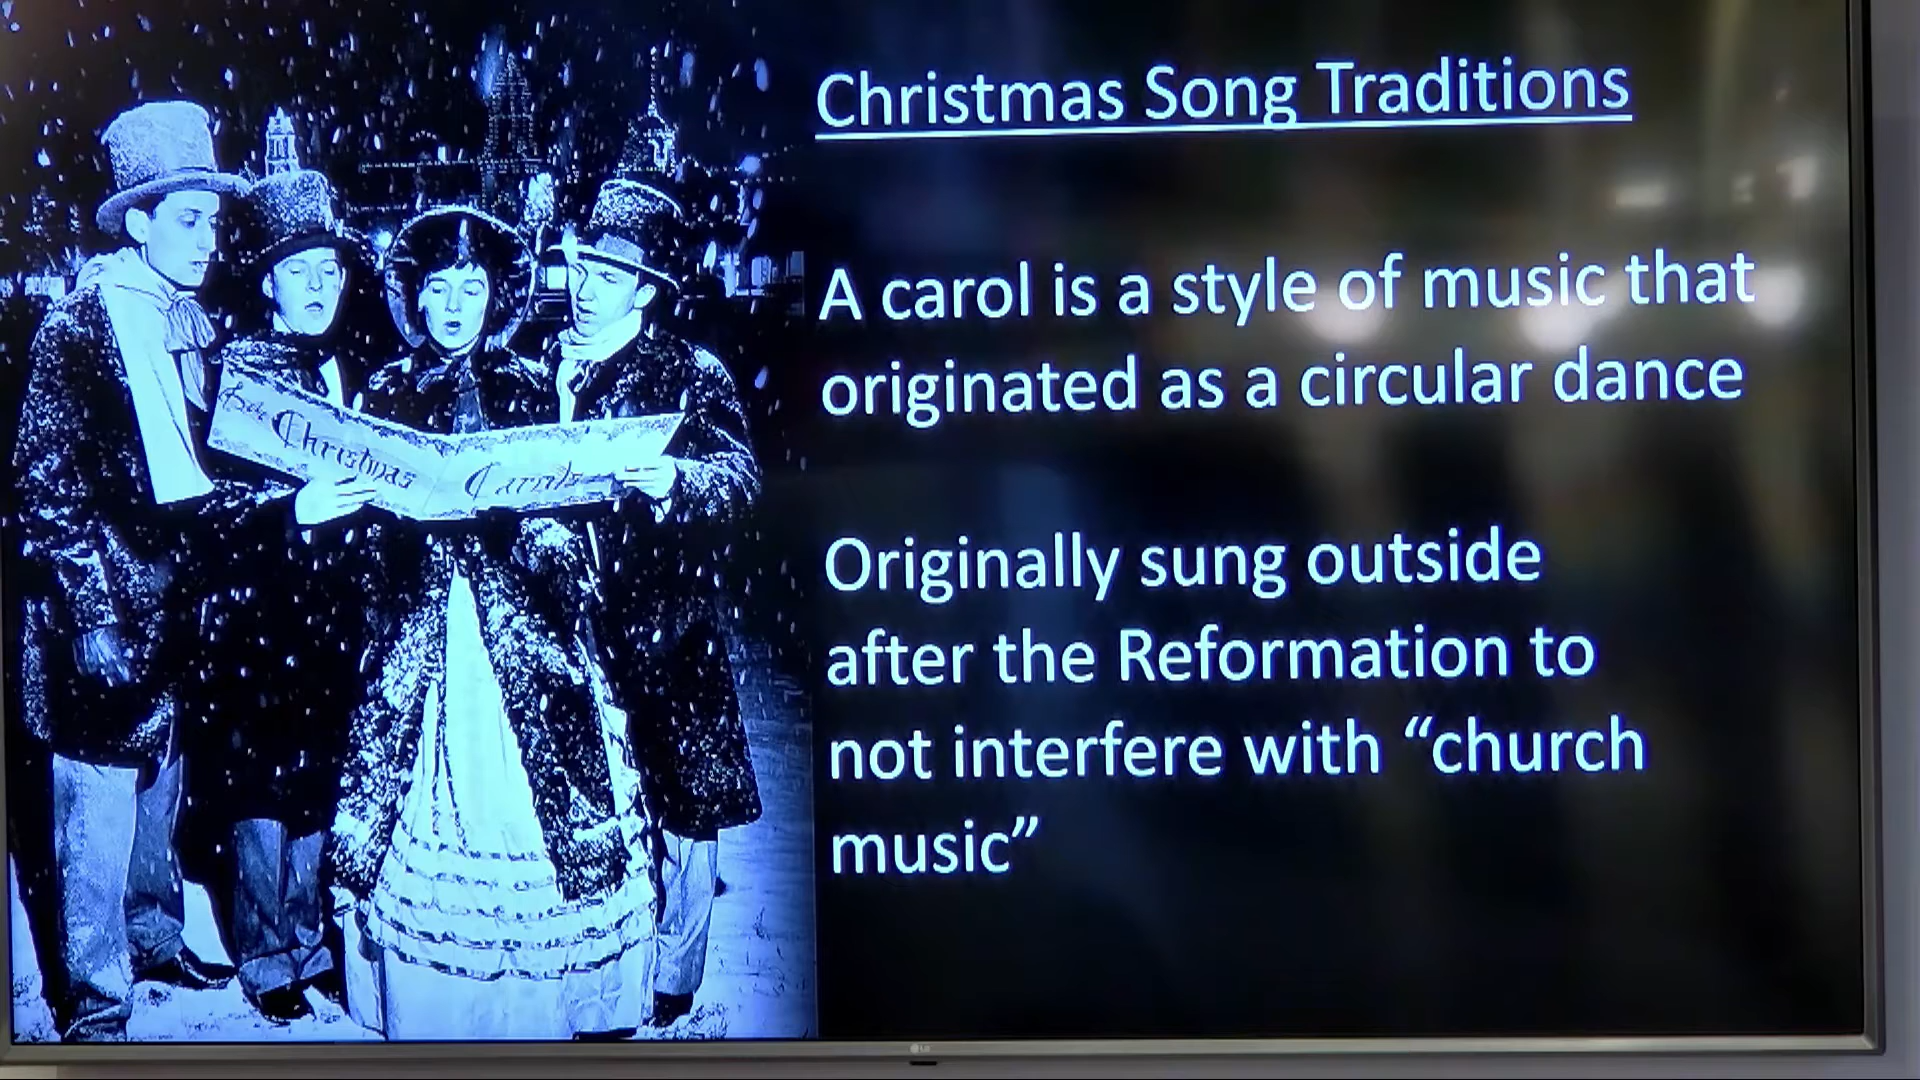 Christmas Song Traditions
A carol is a style of music that
originated as a circular dance
Originally sung outside
after the Reformation to
not interfere with “church
music”
Christmas Carols
LG